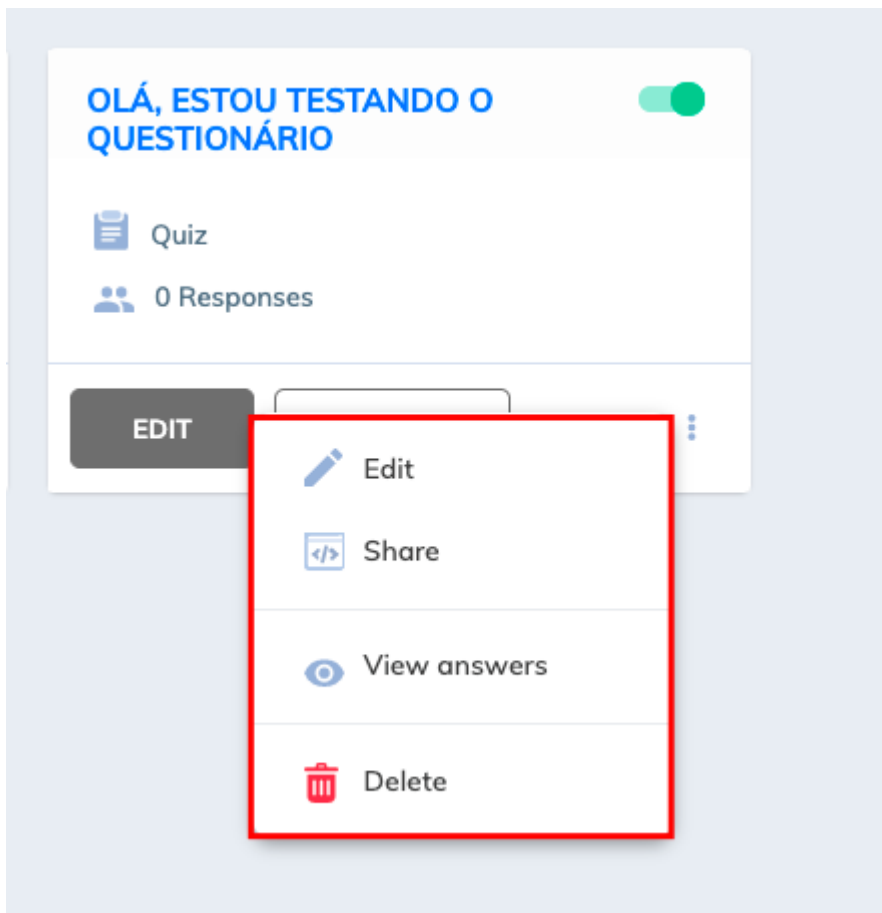 OLÁ, ESTOU TESTANDO O
QUESTIONÁRIO
Quiz
0 Responses
EDIT
Edit
Share
View answers
Delete